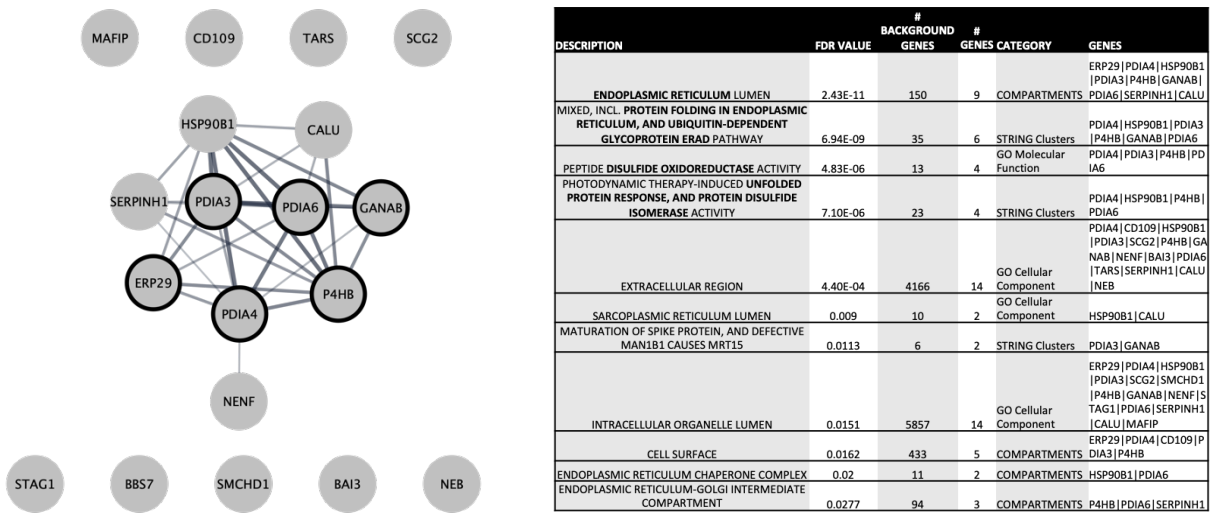 MAFIP
CD109
TARS
SCG2
HSP90B1
CALU
SERPINH1
PDIA3
PDIA6
GANAB
ERP29
PDIA4
P4HB
NENF
STAG1
BBS7
SMCHD1
BAI3
NEB
DESCRIPTION FDR VALUE # BACKGROUND GENES # GENES CATEGORY GENES
ERP29|PDIA4|HSP90B1
|PDIA3|P4HB|GANAB|
ENDOPLASMIC RETICULUM LUMEN 2.43E-11 150 9 COMPARTMENTS PDIA6|SERPINH1|CALU
MIXED, INCL. PROTEIN FOLDING IN ENDOPLASMIC
RETICULUM, AND UBIQUITIN-DEPENDENT PDIA4|HSP90B1|PDIA3
GLYCOPROTEIN ERAD PATHWAY 6.94E-09 35 6 STRING Clusters |P4HB|GANAB|PDIA6
GO Molecular PDIA4|PDIA3|P4HB|PD
PEPTIDE DISULFIDE OXIDOREDUCTASE ACTIVITY 4.83E-06 13 4 Function IA6
PHOTODYNAMIC THERAPY-INDUCED UNFOLDED
PROTEIN RESPONSE, AND PROTEIN DISULFIDE PDIA4|HSP90B1|P4HB|
ISOMERASE ACTIVITY 7.10E-06 23 4 STRING Clusters PDIA6
PDIA4|CD109|HSP90B1
|PDIA3|SCG2|P4HB|GA
NAB|NENF|BAI3|PDIA6
GO Cellular |TARS|SERPINH1|CALU
EXTRACELLULAR REGION 4.40E-04 4166 14 Component |NEB
GO Cellular
SARCOPLASMIC RETICULUM LUMEN 0.009 10 2 Component HSP90B1|CALU
MATURATION OF SPIKE PROTEIN, AND DEFECTIVE
MAN1B1 CAUSES MRT15 0.0113 6 2 STRING Clusters PDIA3|GANAB
ERP29|PDIA4|HSP90B1
|PDIA3|SCG2|SMCHD1
|P4HB|GANAB|NENF|S
GO Cellular TAG1|PDIA6|SERPINH1
INTRACELLULAR ORGANELLE LUMEN 0.0151 5857 14 Component |CALU|MAFIP
ERP29|PDIA4|CD109|P
CELL SURFACE 0.0162 433 5 COMPARTMENTS DIA3|P4HB
ENDOPLASMIC RETICULUM CHAPERONE COMPLEX 0.02 11 2 COMPARTMENTS HSP90B1|PDIA6
ENDOPLASMIC RETICULUM-GOLGI INTERMEDIATE
COMPARTMENT 0.0277 94 3 COMPARTMENTS P4HB|PDIA6|SERPINH1